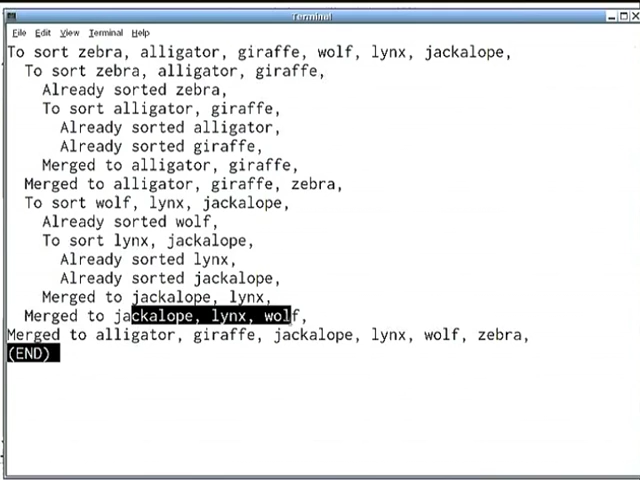 Terminal
File Edit View Terminal Help
To sort zebra, alligator, giraffe, wolf, lynx, jackalope,
To sort zebra, alligator, giraffe,
Already sorted zebra,
To sort alligator, giraffe,
Already sorted alligator,
Already sorted giraffe,
Merged to alligator, giraffe,
Merged to alligator, giraffe, zebra,
To sort wolf, lynx, jackalope,
Already sorted wolf,
To sort lynx, jackalope,
Already sorted lynx,
Already sorted jackalope,
Merged to jackalope, lynx,
Merged to jackalope, lynx, wolf,
Merged to alligator, giraffe, jackalope, lynx, wolf, zebra,
(END)